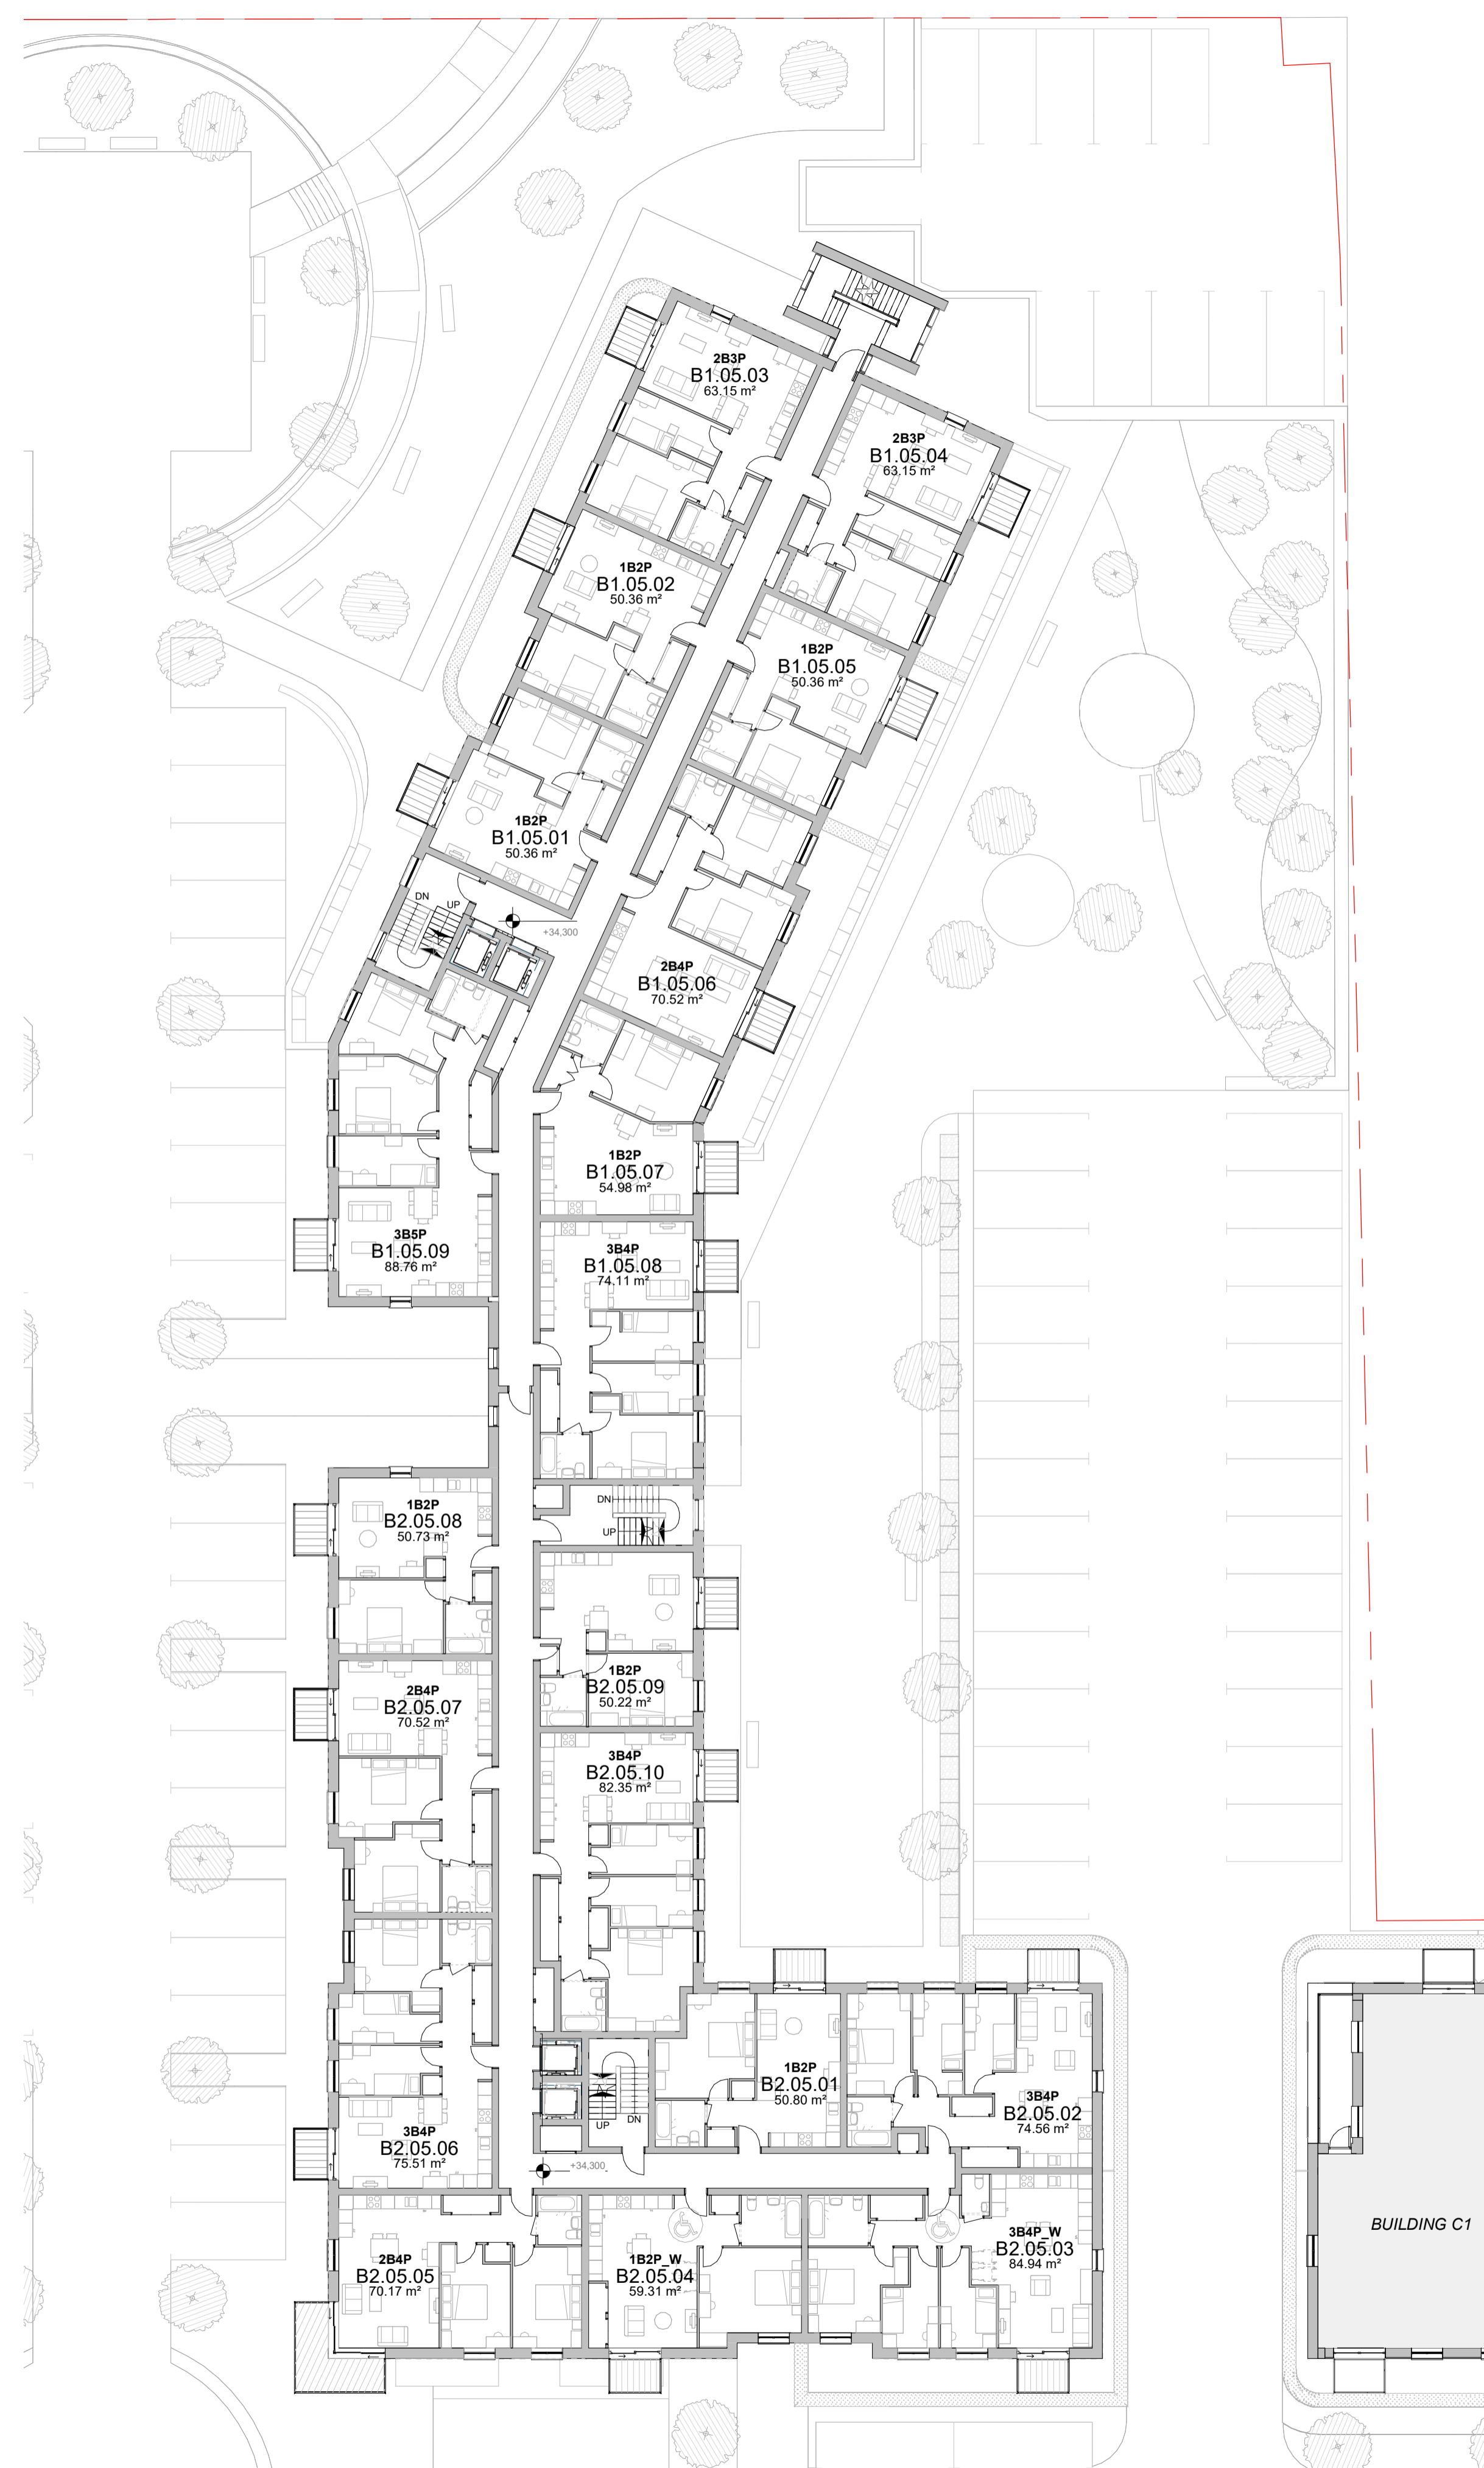 2B3P
B1.05.03
63.15 m²
2B3P
B1.05.04
63.15 m²
1B2P
B1.05.02
50.36 m²
1B2P
B1.05.05
50.36 m²
1B2P
B1.05.01
50.36 m²
DN
UP
+34,300
2B4P
B1.05.06
70.52 m²
1B2P
B1.05.07
54.98 m²
3B5P
B1.05.09
88.76 m²
3B4P
B1.05.08
74.11 m²
1B2P
B2.05.08
50.73 m²
DN
UP
1B2P
B2.05.09
50.22 m²
2B4P
B2.05.07
70.52 m²
3B4P
B2.05.10
82.35 m²
1B2P
B2.05.01
50.80 m²
3B4P
B2.05.02
74.56 m²
UP
DN
3B4P
B2.05.06
75.51 m²
+34,300
2B4P
B2.05.05
70.17 m²
1B2P_W
B2.05.04
59.31 m²
3B4P_W
B2.05.03
84.94 m²
BUILDING C1